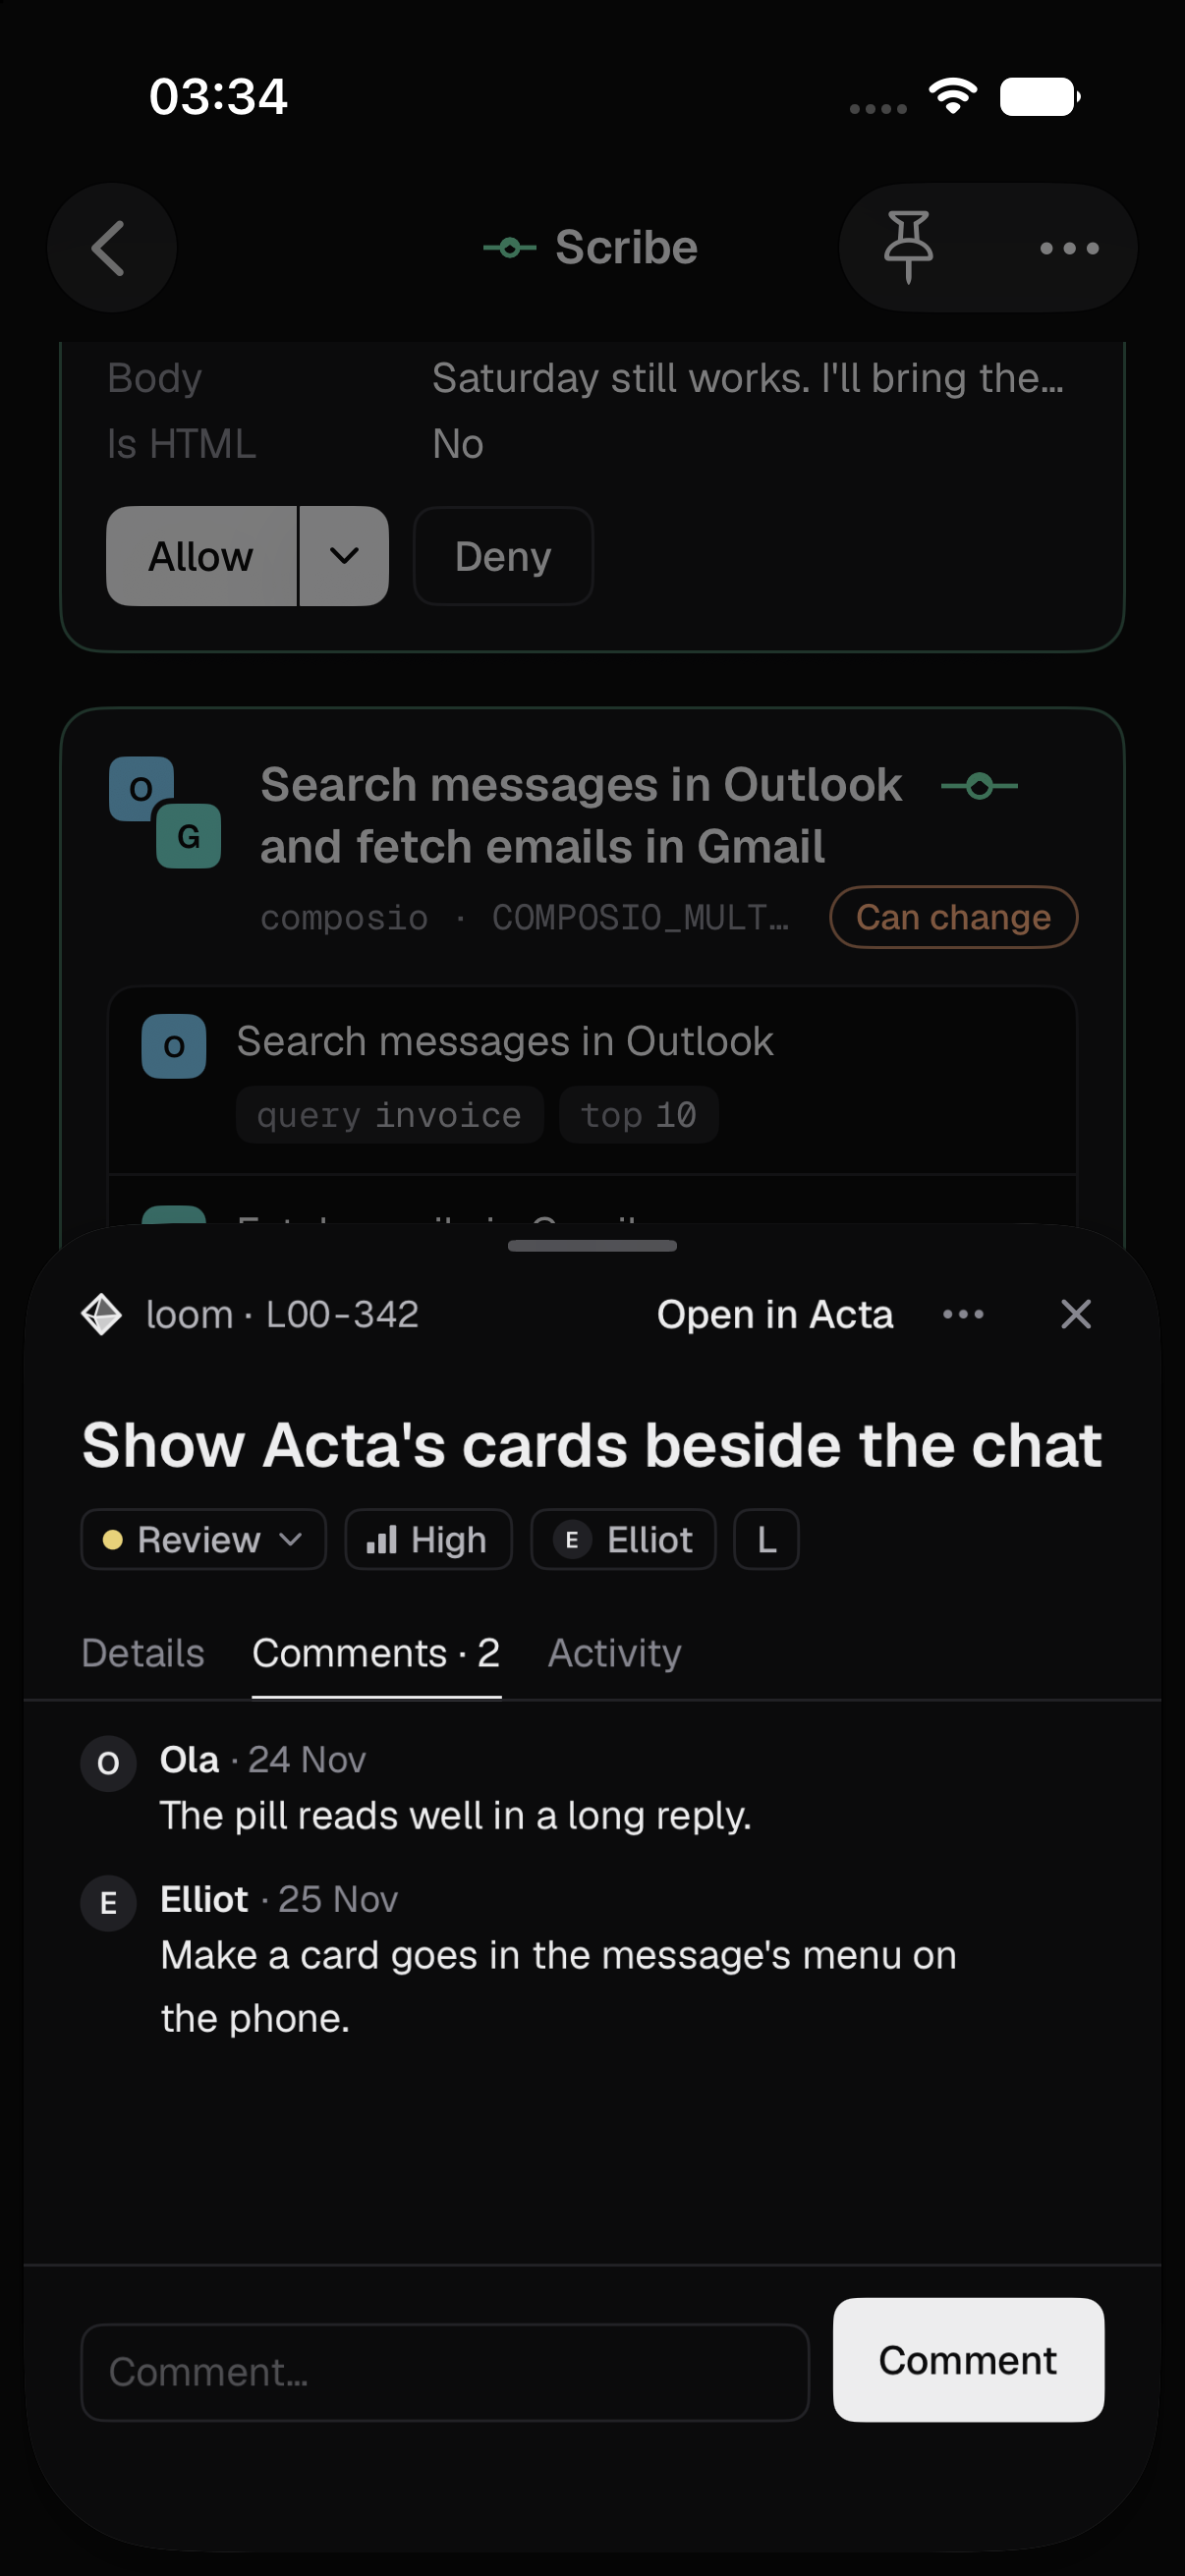 03:34
Scribe
Body Saturday still works. I'll bring the...
Is HTML No
Allow Deny
O
G
Search messages in Outlook
and fetch emails in Gmail
composio · COMPOSIO_MULT... Can change
O Search messages in Outlook
query invoice top 10
loom · LOO-342 Open in Acta
Show Acta's cards beside the chat
Review High E Elliot L
Details Comments · 2 Activity
O Ola · 24 Nov
The pill reads well in a long reply.
E Elliot · 25 Nov
Make a card goes in the message's menu on
the phone.
Comment... Comment